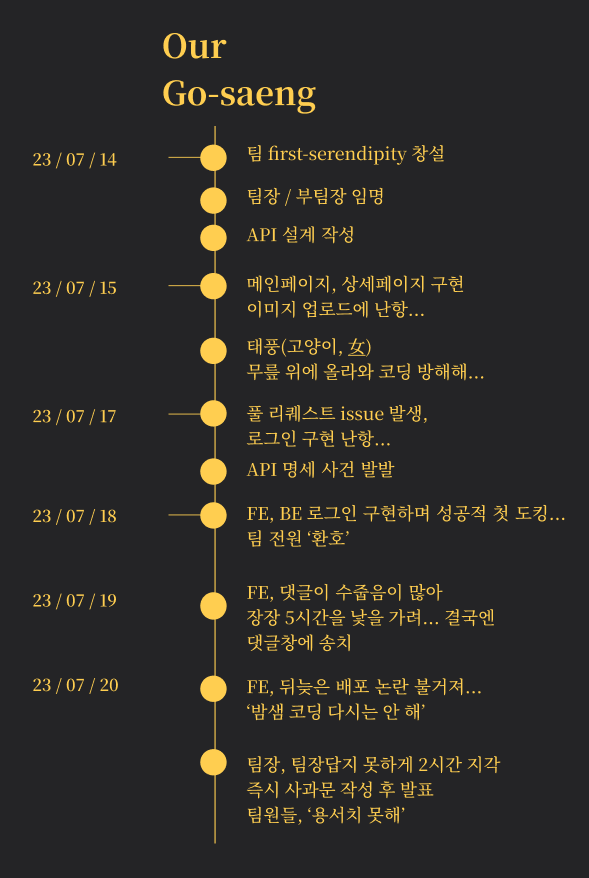 Our
Go-saeng
23 / 07 / 14
팀 first-serendipity 창설
팀장 / 부팀장 임명
API 설계 작성
23 / 07 / 15
메인페이지, 상세페이지 구현
이미지 업로드에 난항...
태풍(고양이, 女)
무릎 위에 올라와 코딩 방해해...
23 / 07 / 17
풀 리퀘스트 issue 발생,
로그인 구현 난항...
API 명세 사건 발발
23 / 07 / 18
FE, BE 로그인 구현하며 성공적 첫 도킹...
팀 전원 ‘환호’
23 / 07 / 19
FE, 댓글이 수줍음이 많아
장장 5시간을 낯을 가려... 결국엔
댓글창에 송치
23 / 07 / 20
FE, 뒤늦은 배포 논란 불거져...
‘밤샘 코딩 다시는 안 해’
팀장, 팀장답지 못하게 2시간 지각
즉시 사과문 작성 후 발표
팀원들, ‘용서치 못해’